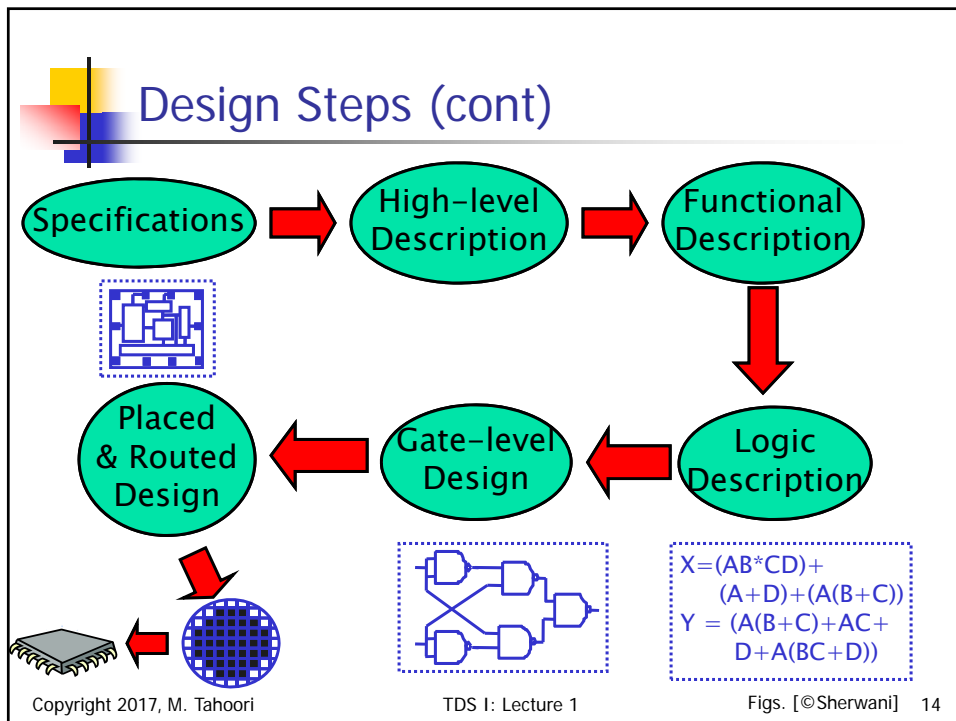 Design Steps (cont)
Specifications
High-level
Description
Functional
Description
Placed
& Routed
Design
Gate-level
Design
Logic
Description
X=(AB*CD)+
(A+D)+(A(B+C))
Y = (A(B+C)+AC+
D+A(BC+D))
Copyright 2017, M. Tahoori
TDS I: Lecture 1
Figs. [©Sherwani]
14